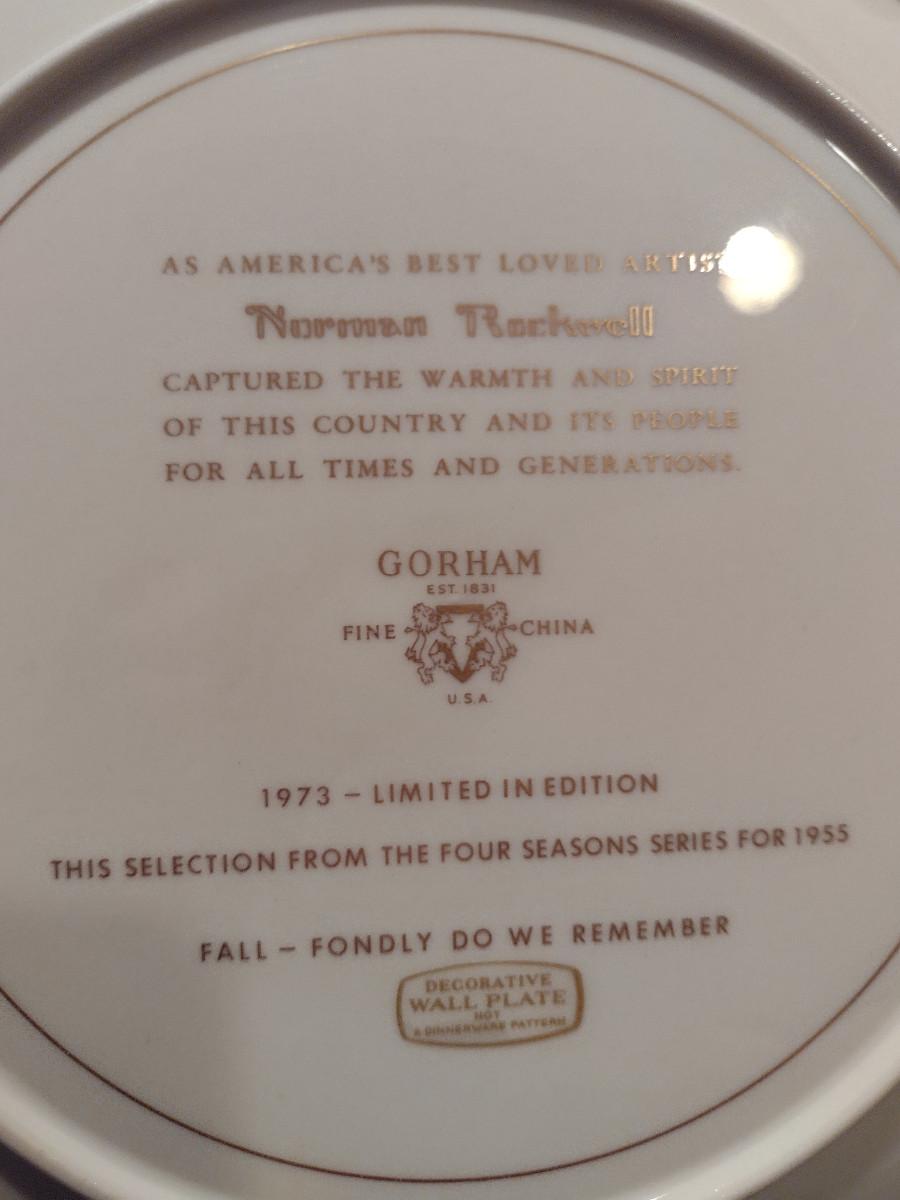 AS AMERICA'S BEST LOVED ARTIST
Norman Rockwell
CAPTURED THE WARMTH AND SPIRIT
OF THIS COUNTRY AND ITS PEOPLE
FOR ALL TIMES AND GENERATIONS.
GORHAM
EST. 1831
FINE CHINA
U.S.A.
1973 – LIMITED IN EDITION
THIS SELECTION FROM THE FOUR SEASONS SERIES FOR 1955
FALL – FONDLY DO WE REMEMBER
DECORATIVE
WALL PLATE
NOT
A DINNERWARE PATTERN